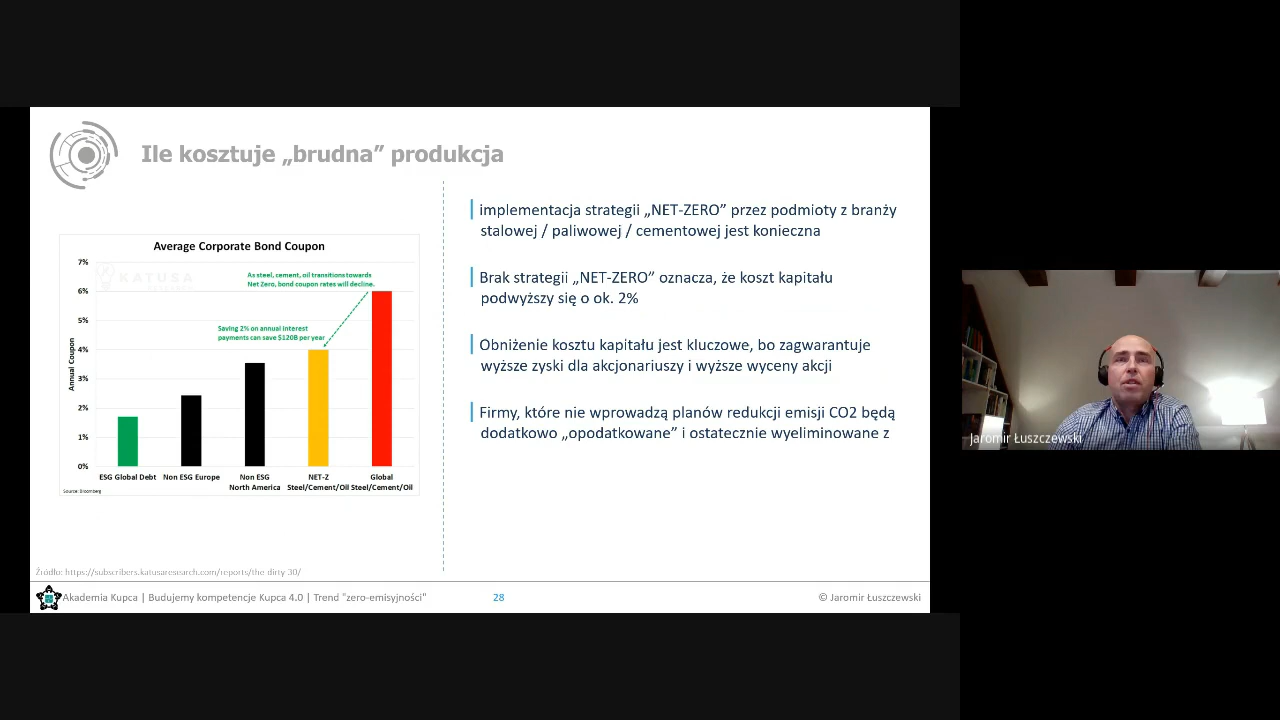 Ile kosztuje „brudna” produkcja
Average Corporate Bond Coupon
KATUSA
As steel, cement, oil transitions towards
Net Zero, bond coupon rates will decline.
Saving 2% on annual interest
payments can save $120B per year
Annual Coupon
7%
6%
5%
4%
3%
2%
1%
0%
ESG Global Debt
Non ESG Europe
Non ESG
North America
NET-Z
Steel/Cement/Oil
Global
Steel/Cement/Oil
Source: Bloomberg
implementacja strategii „NET-ZERO” przez podmioty z branży
stalowej / paliwowej / cementowej jest konieczna
Brak strategii „NET-ZERO” oznacza, że koszt kapitału
podwyższy się o ok. 2%
Obniżenie kosztu kapitału jest kluczowe, bo zagwarantuje
wyższe zyski dla akcjonariuszy i wyższe wyceny akcji
Firmy, które nie wprowadzą planów redukcji emisji CO2 będą
dodatkowo „opodatkowane” i ostatecznie wyeliminowane z
Źródło: https://subscribers.katusaresearch.com/reports/the-dirty-30/
Akademia Kupca | Budujemy kompetencje Kupca 4.0 | Trend "zero-emisyjności"
28
© Jaromir Łuszczewski
Jaromir Łuszczewski